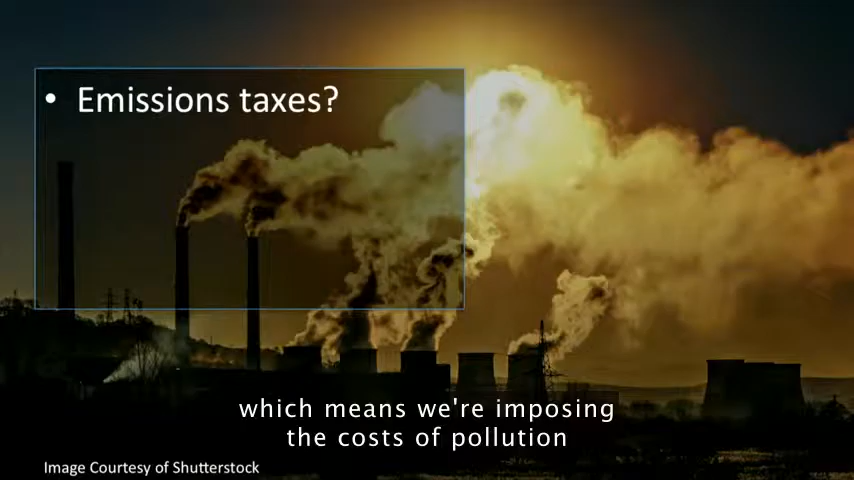 • Emissions taxes?
which means we're imposing
the costs of pollution
Image Courtesy of Shutterstock